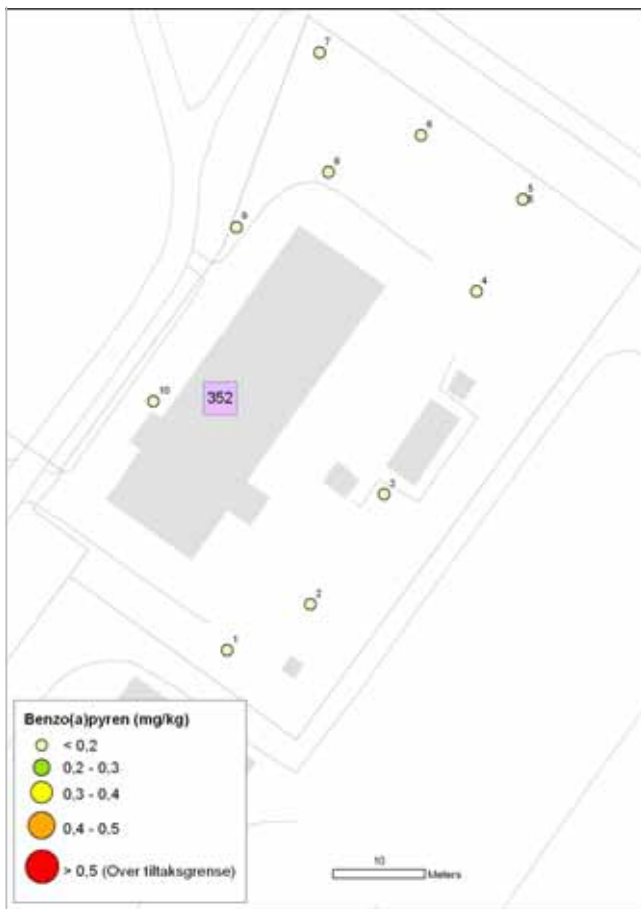 7
6
8
5
9
4
10
352
3
2
1
Benzo(a)pyren (mg/kg)
< 0,2
0,2 - 0,3
0,3 - 0,4
0,4 - 0,5
> 0,5 (Over tiltaksgrense)
10
Meters